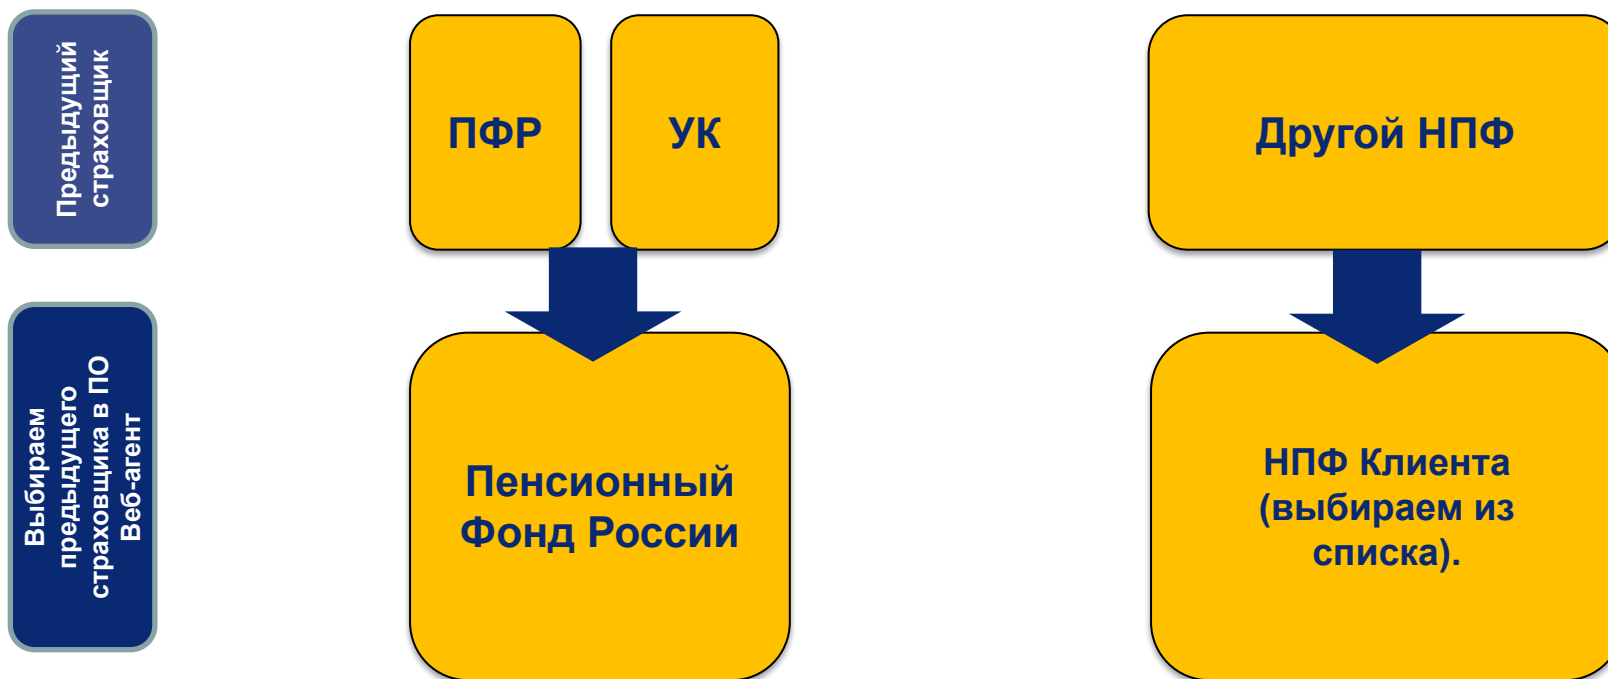 Предыдущий
страховщик
ПФР
УК
Другой НПФ
Выбираем
предыдущего
страховщика в ПО
Веб-агент
Пенсионный
Фонд России
НПФ Клиента
(выбираем из
списка).